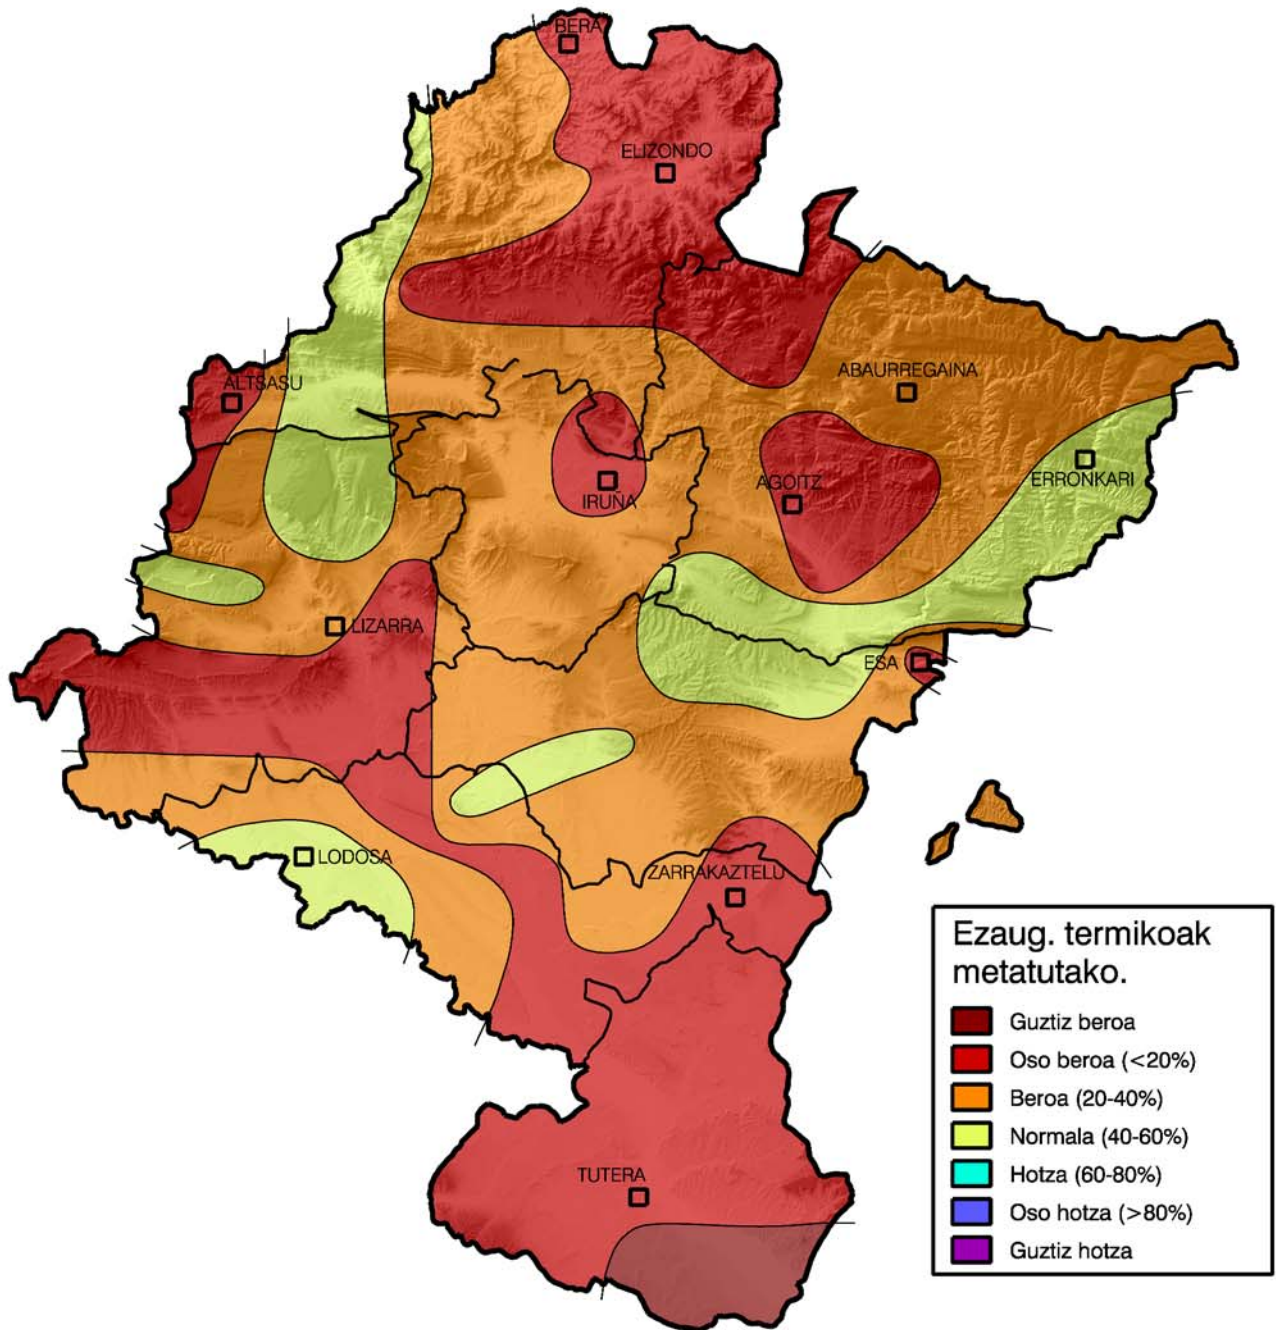 BERA
ELIZONDO
ABAURREGAINA
ALTSASU
ERRONKARI
AGOITZ
IRUÑA
LIZARRA
ESA
LODOSA
ZARRAKAZTELU
TUTERA
Ezaug. termikoak
metatutako.
Guztiz beroa
Oso beroa (<20%)
Beroa (20-40%)
Normala (40-60%)
Hotza (60-80%)
Oso hotza (>80%)
Guztiz hotza